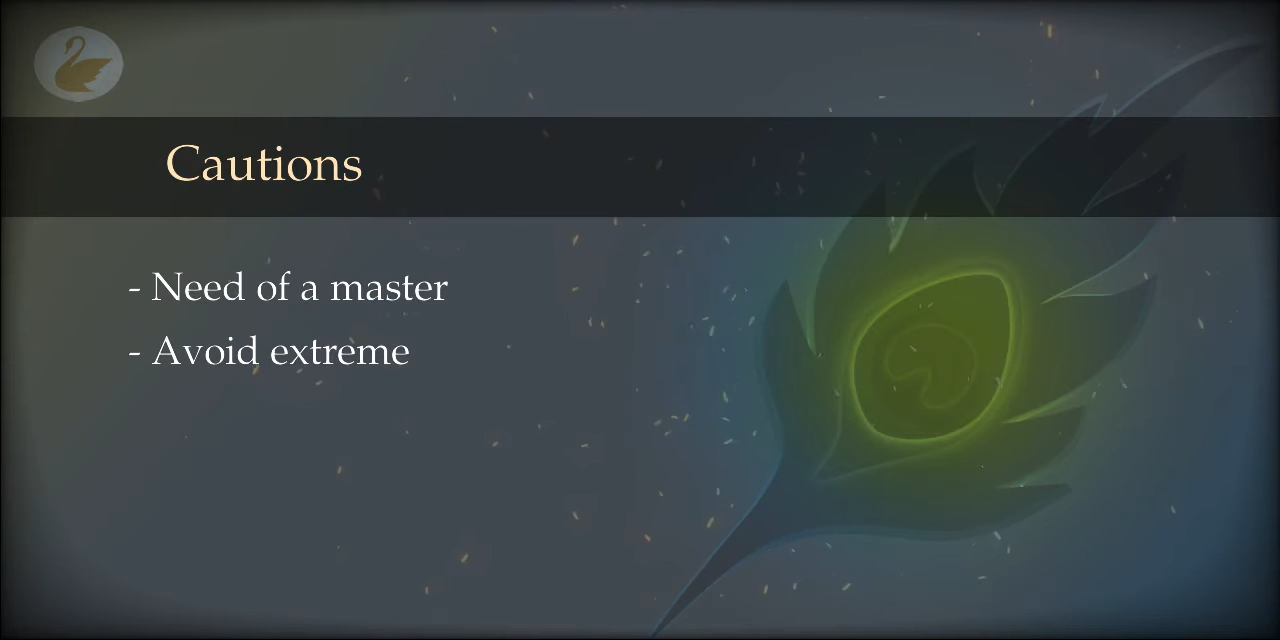 Cautions
- Need of a master
- Avoid extreme